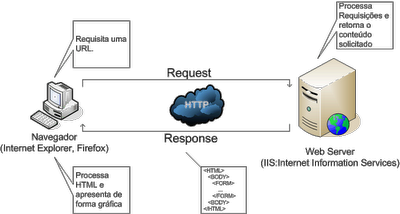 Requisita uma
URL.
Processa
Requisições e
retorna o
conteúdo
solicitado
Request
HTTP
Response
Navegador
(Internet Explorer, Firefox)
Web Server
(IIS:Internet Information Services)
Processa
HTML e
apresenta de
forma gráfica
<HTML>
<BODY>
<FORM>
...
</FORM>
<BODY>
</HTML>